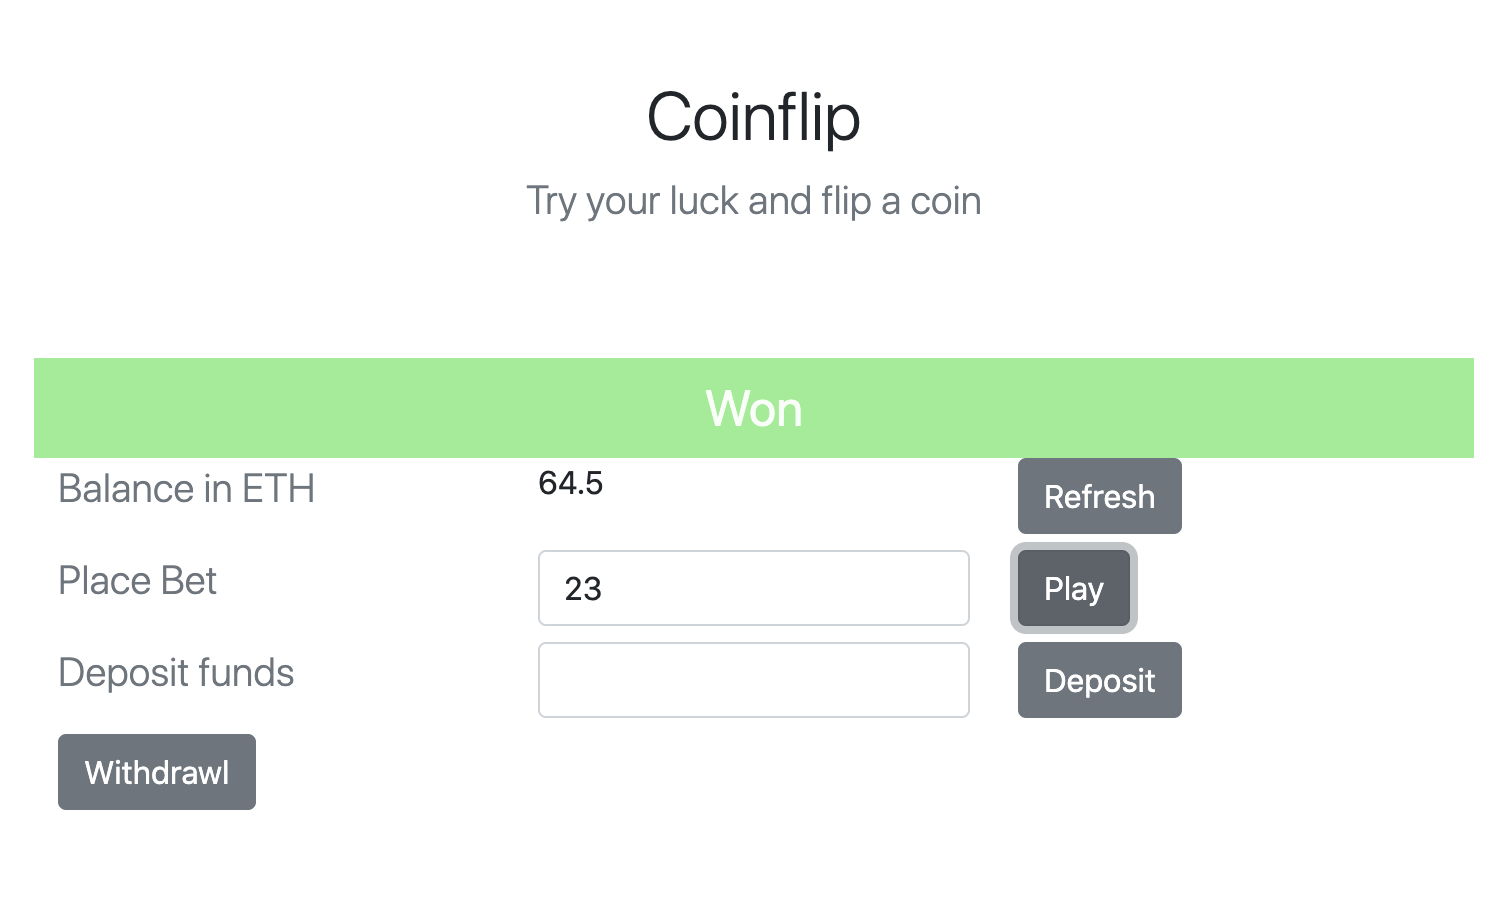 Coinflip
Try your luck and flip a coin
Won
Balance in ETH 64.5 Refresh
Place Bet 23 Play
Deposit funds Deposit
Withdrawl